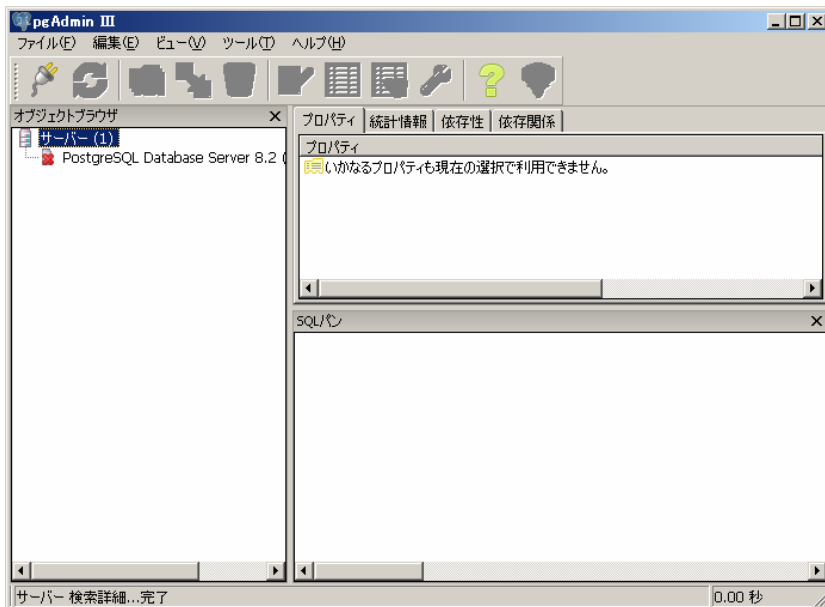 pgAdmin III
ファイル(F) 編集(E) ビュー(V) ツール(T) ヘルプ(H)
オブジェクトブラウザ
サーバー (1)
PostgreSQL Database Server 8.2 (
プロパティ 統計情報 依存性 依存関係
プロパティ
いかなるプロパティも現在の選択で利用できません。
SQLパン
サーバー 検索詳細...完了
0.00 秒